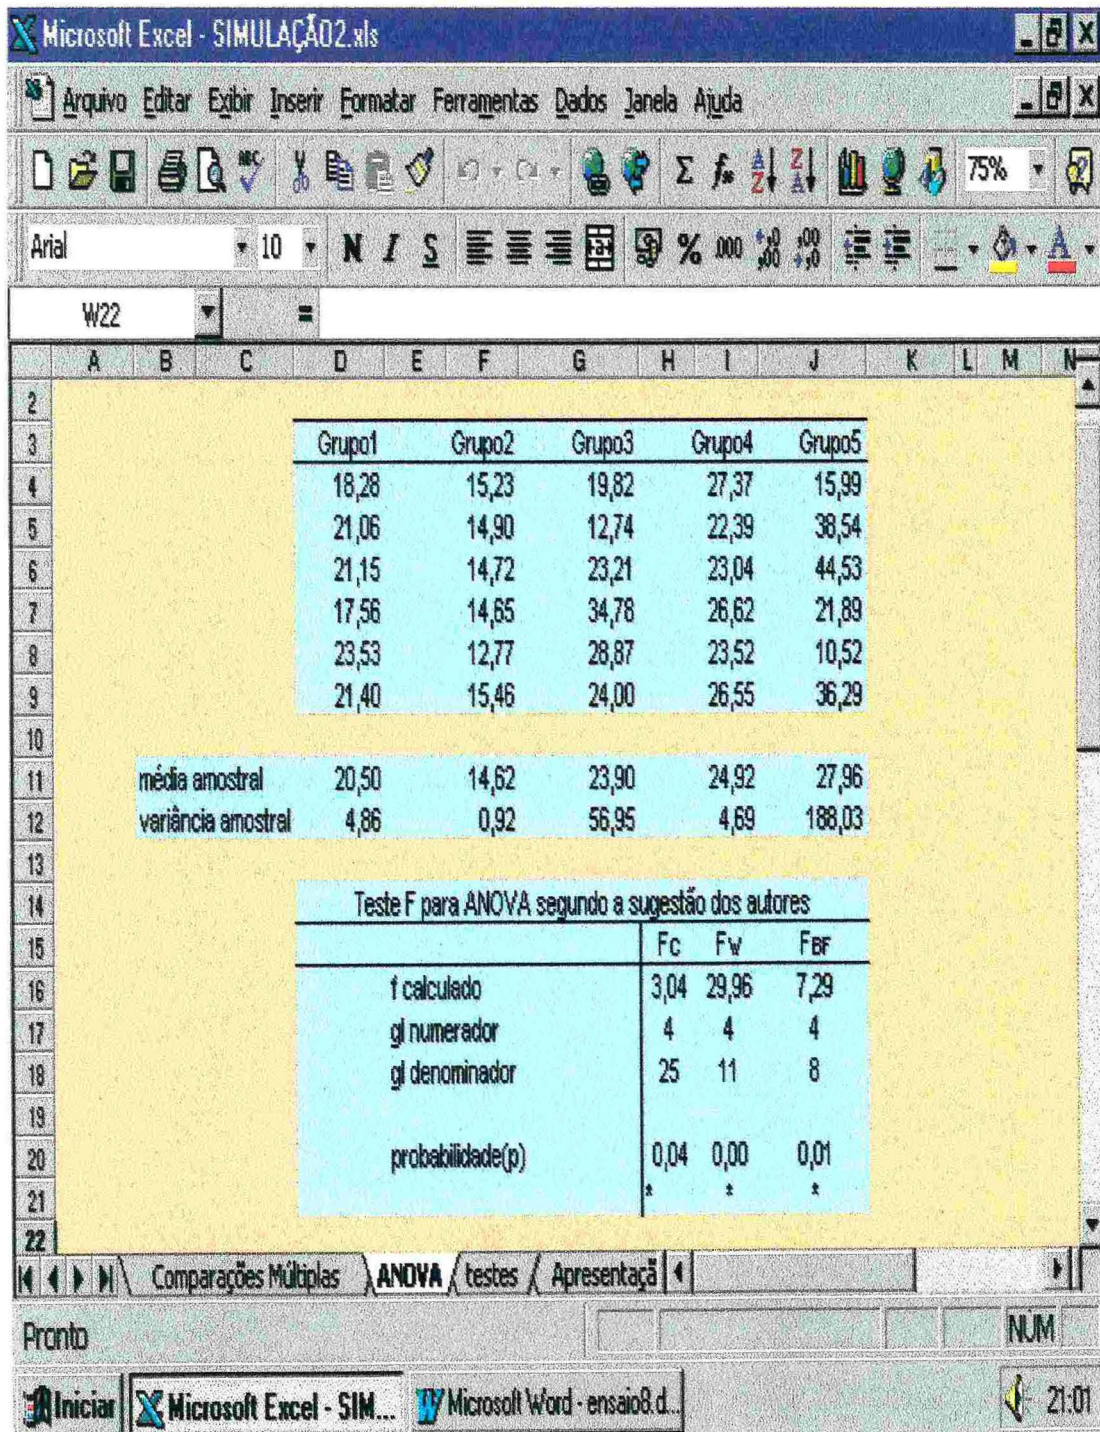 Microsoft Excel - SIMULAÇÃO2.xls
Arquivo Editar Exibir Inserir Formatar Ferramentas Dados Janela Ajuda
75%
Arial 10 N I S % 000
W22 =
A B C D E F G H I J K L M N
2
3 Grupo1 Grupo2 Grupo3 Grupo4 Grupo5
4 18,28 15,23 19,82 27,37 15,99
5 21,06 14,90 12,74 22,39 38,54
6 21,15 14,72 23,21 23,04 44,53
7 17,56 14,65 34,78 26,62 21,89
8 23,53 12,77 28,87 23,52 10,52
9 21,40 15,46 24,00 26,55 36,29
10
11 média amostral 20,50 14,62 23,90 24,92 27,96
12 variância amostral 4,86 0,92 56,95 4,69 188,03
13
14 Teste F para ANOVA segundo a sugestão dos autores
15 Fc Fw FBF
16 f calculado 3,04 29,96 7,29
17 gl numerador 4 4 4
18 gl denominador 25 11 8
19
20 probabilidade(p) 0,04 0,00 0,01
21 * * *
22
Comparações Múltiplas ANOVA testes Apresentaçã
Pronto NÚM
Iniciar Microsoft Excel - SIM... Microsoft Word - ensaio8.d... 21:01